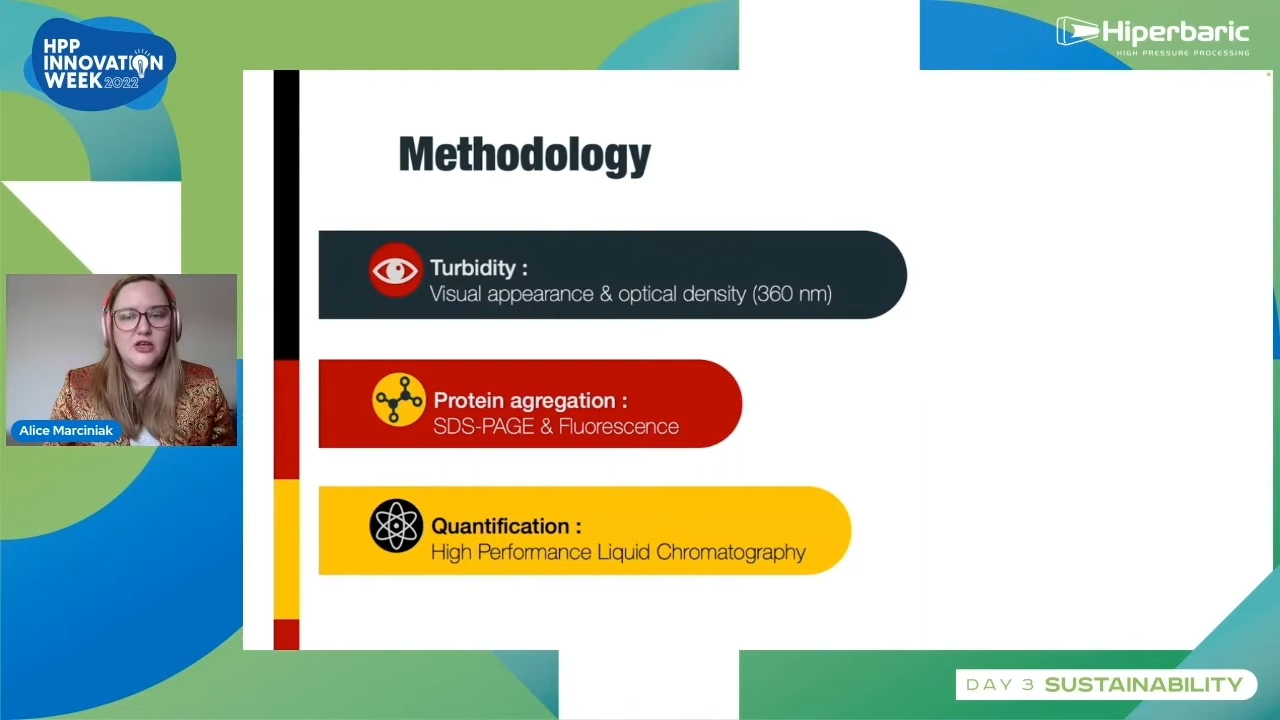 HPP
INNOVATION
WEEK 2022
Hiperbaric
HIGH PRESSURE PROCESSING
Methodology
Turbidity :
Visual appearance & optical density (360 nm)
Protein agregation :
SDS-PAGE & Fluorescence
Quantification :
High Performance Liquid Chromatography
Alice Marciniak
DAY 3 SUSTAINABILITY